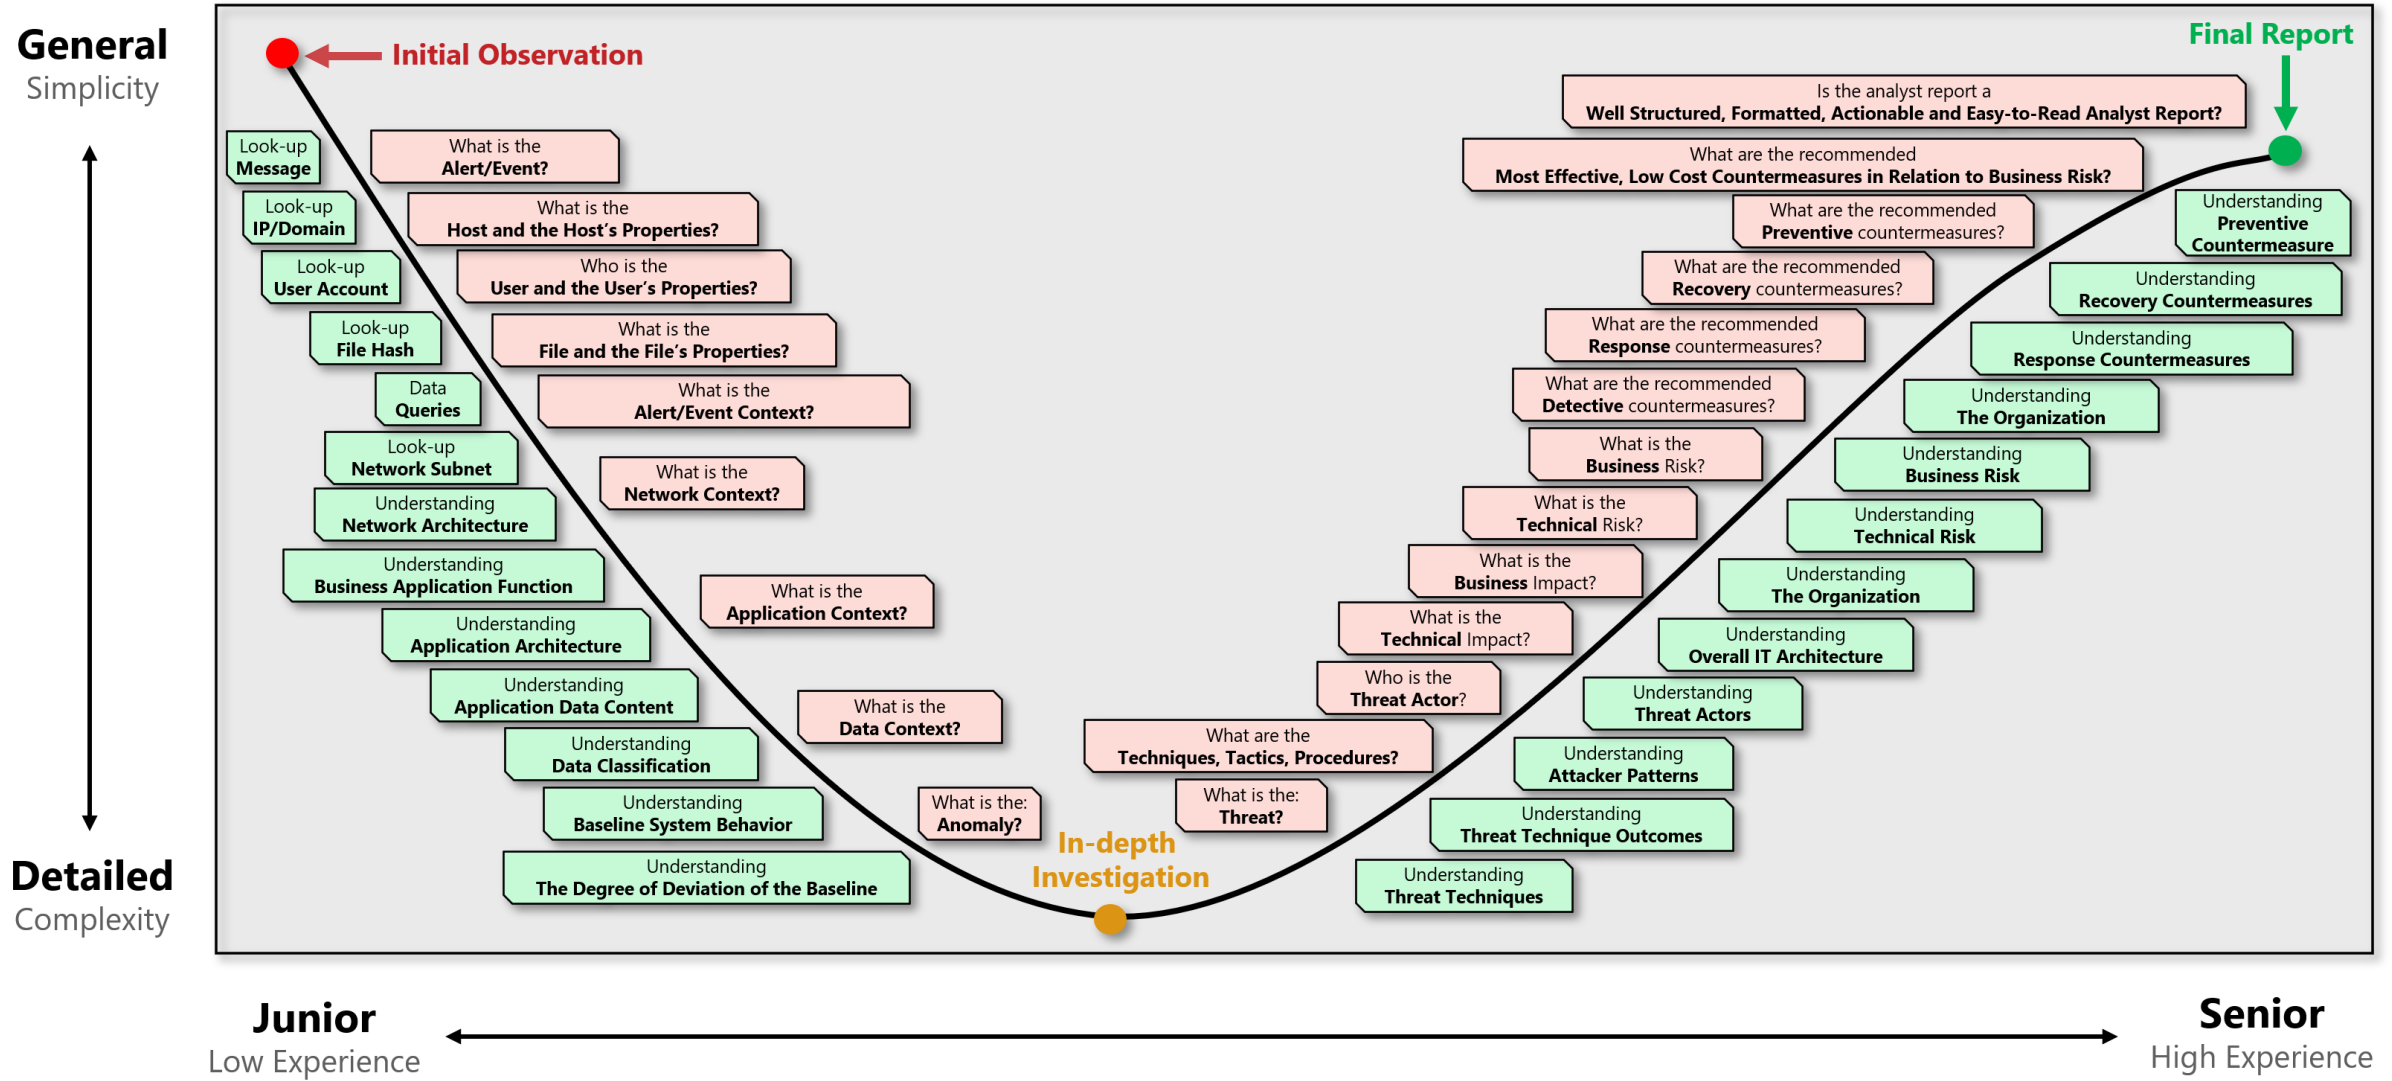 General
Simplicity
Detailed
Complexity
Initial Observation
Look-up
Message
Look-up
IP/Domain
Look-up
User Account
Look-up
File Hash
Data
Queries
Look-up
Network Subnet
Understanding
Network Architecture
Understanding
Business Application Function
Understanding
Application Architecture
Understanding
Application Data Content
Understanding
Data Classification
Understanding
Baseline System Behavior
Understanding
The Degree of Deviation of the Baseline
What is the
Alert/Event?
What is the
Host and the Host's Properties?
Who is the
User and the User's Properties?
What is the
File and the File's Properties?
What is the
Alert/Event Context?
What is the
Network Context?
What is the
Application Context?
What is the
Data Context?
What is the:
Anomaly?
In-depth
Investigation
What is the:
Threat?
What are the
Techniques, Tactics, Procedures?
Who is the
Threat Actor?
What is the
Technical Impact?
What is the
Business Impact?
What is the
Technical Risk?
What is the
Business Risk?
What are the recommended
Detective countermeasures?
What are the recommended
Response countermeasures?
What are the recommended
Recovery countermeasures?
What are the recommended
Preventive countermeasures?
What are the recommended
Most Effective, Low Cost Countermeasures in Relation to Business Risk?
Is the analyst report a
Well Structured, Formatted, Actionable and Easy-to-Read Analyst Report?
Final Report
Understanding
Preventive
Countermeasure
Understanding
Recovery Countermeasures
Understanding
Response Countermeasures
Understanding
The Organization
Understanding
Business Risk
Understanding
Technical Risk
Understanding
The Organization
Understanding
Overall IT Architecture
Understanding
Threat Actors
Understanding
Attacker Patterns
Understanding
Threat Technique Outcomes
Understanding
Threat Techniques
Junior
Low Experience
Senior
High Experience